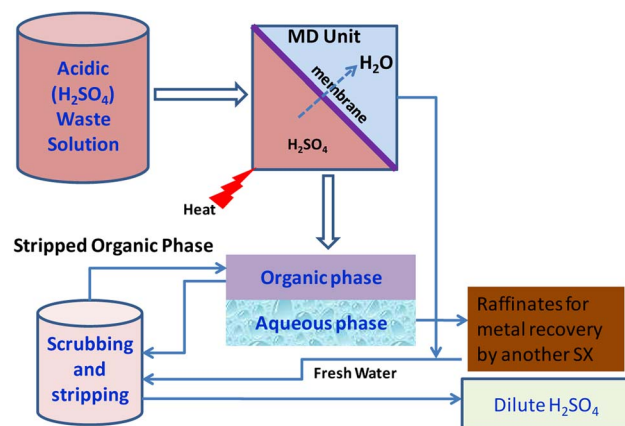 Acidic
(H₂SO₄)
Waste
Solution
MD Unit
H₂O
membrane
H₂SO₄
Heat
Stripped Organic Phase
Organic phase
Aqueous phase
Scrubbing
and
stripping
Fresh Water
Raffinates for
metal recovery
by another SX
Dilute H₂SO₄